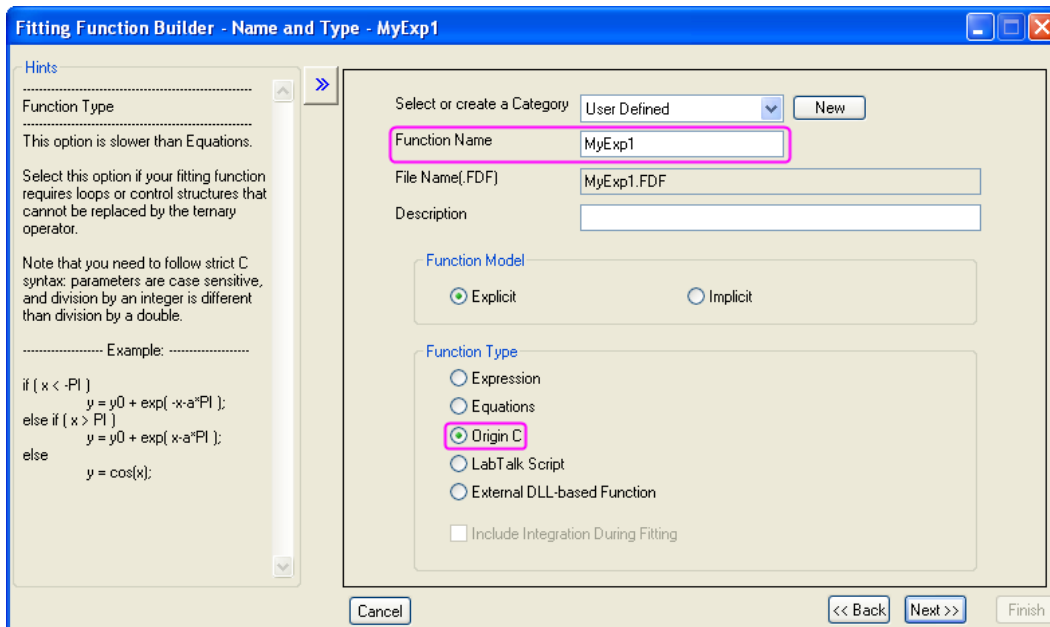 Fitting Function Builder - Name and Type - MyExp1
Hints
Function Type
This option is slower than Equations.
Select this option if your fitting function
requires loops or control structures that
cannot be replaced by the ternary
operator.
Note that you need to follow strict C
syntax: parameters are case sensitive,
and division by an integer is different
than division by a double.
-------------------- Example: --------------------
if ( x < -PI )
y = y0 + exp( -x-a*PI );
else if ( x > PI )
y = y0 + exp( x-a*PI );
else
y = cos(x);
Select or create a Category User Defined New
Function Name MyExp1
File Name(.FDF) MyExp1.FDF
Description
Function Model
Explicit Implicit
Function Type
Expression
Equations
Origin C
LabTalk Script
External DLL-based Function
Include Integration During Fitting
Cancel << Back Next >> Finish